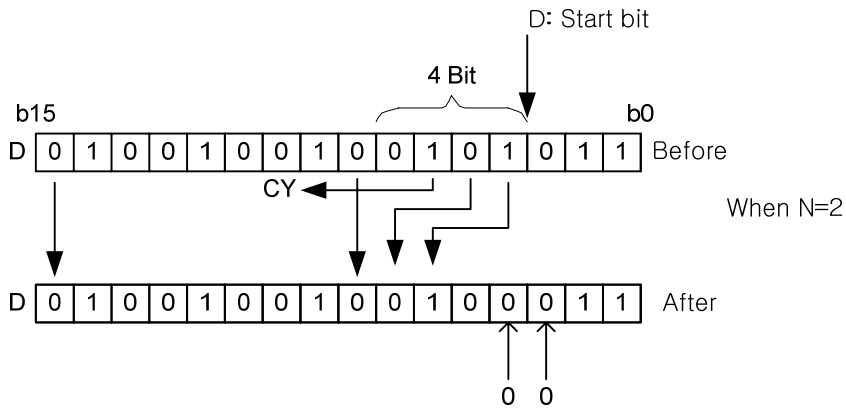 D: Start bit
4 Bit
b15 b0
D 0 1 0 0 1 0 0 1 0 0 1 0 1 0 1 1 Before
CY
When N=2
D 0 1 0 0 1 0 0 1 0 0 1 0 0 0 1 1 After
0 0